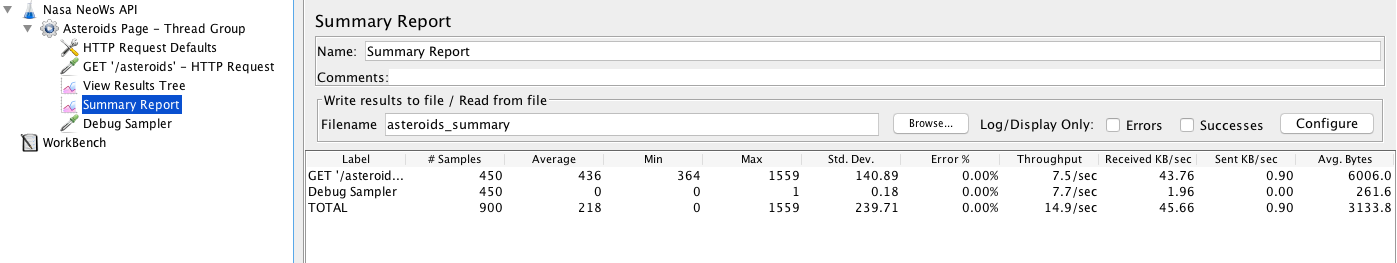 Nasa NeoWs API
Asteroids Page – Thread Group
HTTP Request Defaults
GET '/asteroids' – HTTP Request
View Results Tree
Summary Report
Debug Sampler
WorkBench
Summary Report
Name: Summary Report
Comments:
Write results to file / Read from file
Filename asteroids_summary Browse... Log/Display Only: Errors Successes Configure
Label # Samples Average Min Max Std. Dev. Error % Throughput Received KB/sec Sent KB/sec Avg. Bytes
GET '/asteroid... 450 436 364 1559 140.89 0.00% 7.5/sec 43.76 0.90 6006.0
Debug Sampler 450 0 0 1 0.18 0.00% 7.7/sec 1.96 0.00 261.6
TOTAL 900 218 0 1559 239.71 0.00% 14.9/sec 45.66 0.90 3133.8